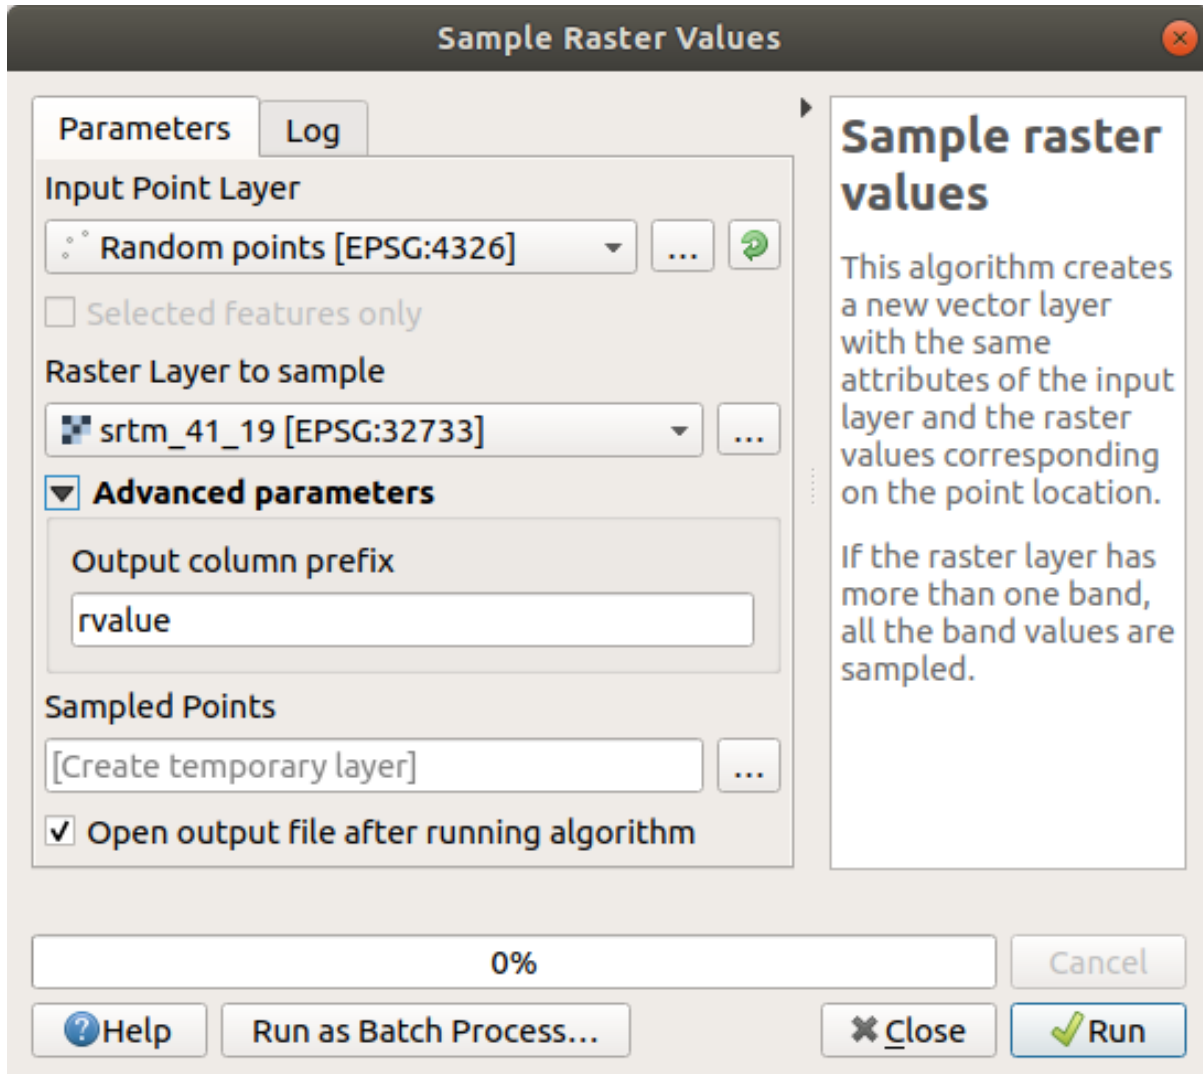 Sample Raster Values
Parameters
Log
Input Point Layer
Random points [EPSG:4326]
...
Selected features only
Raster Layer to sample
srtm_41_19 [EPSG:32733]
...
Advanced parameters
Output column prefix
rvalue
Sampled Points
[Create temporary layer]
...
Open output file after running algorithm
Sample raster
values
This algorithm creates
a new vector layer
with the same
attributes of the input
layer and the raster
values corresponding
on the point location.
If the raster layer has
more than one band,
all the band values are
sampled.
0%
Cancel
Help
Run as Batch Process...
Close
Run